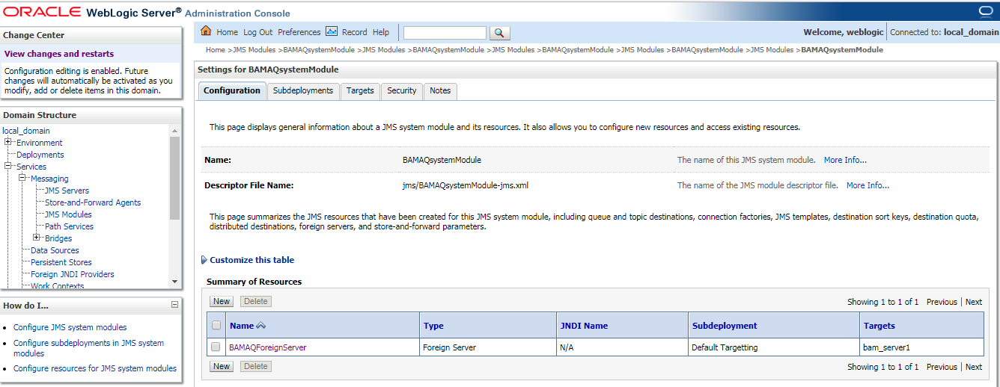 ORACLE WebLogic Server® Administration Console
Change Center
View changes and restarts
Configuration editing is enabled. Future
changes will automatically be activated as you
modify, add or delete items in this domain.
Domain Structure
local_domain
Environment
Deployments
Services
Messaging
JMS Servers
Store-and-Forward Agents
JMS Modules
Path Services
Bridges
Data Sources
Persistent Stores
Foreign JNDI Providers
Work Contexts
How do I...
Configure JMS system modules
Configure subdeployments in JMS system
modules
Configure resources for JMS system modules
Home Log Out Preferences Record Help
Welcome, weblogic Connected to: local_domain
Home >JMS Modules >BAMAQsystemModule >JMS Modules >BAMAQsystemModule >JMS Modules >BAMAQsystemModule >JMS Modules >BAMAQsystemModule >JMS Modules >BAMAQsystemModule
Settings for BAMAQsystemModule
Configuration Subdeployments Targets Security Notes
This page displays general information about a JMS system module and its resources. It also allows you to configure new resources and access existing resources.
Name: BAMAQsystemModule The name of this JMS system module. More Info...
Descriptor File Name: jms/BAMAQsystemModule-jms.xml The name of the JMS module descriptor file. More Info...
This page summarizes the JMS resources that have been created for this JMS system module, including queue and topic destinations, connection factories, JMS templates, destination sort keys, destination quota,
distributed destinations, foreign servers, and store-and-forward parameters.
Customize this table
Summary of Resources
New Delete Showing 1 to 1 of 1 Previous | Next
Name Type JNDI Name Subdeployment Targets
BAMAQForeignServer Foreign Server N/A Default Targetting bam_server1
New Delete Showing 1 to 1 of 1 Previous | Next